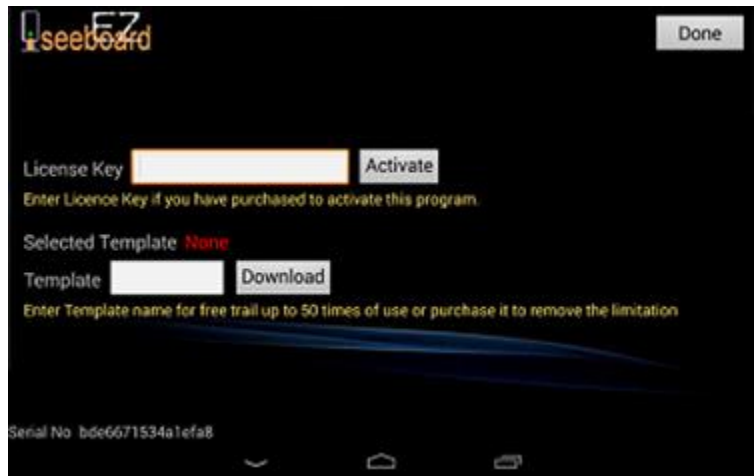 EZ
seeboard
Done
License Key
Activate
Enter Licence Key if you have purchased to activate this program.
Selected Template None
Template
Download
Enter Template name for free trail up to 50 times of use or purchase it to remove the limitation
Serial No bde6671534a1efa8